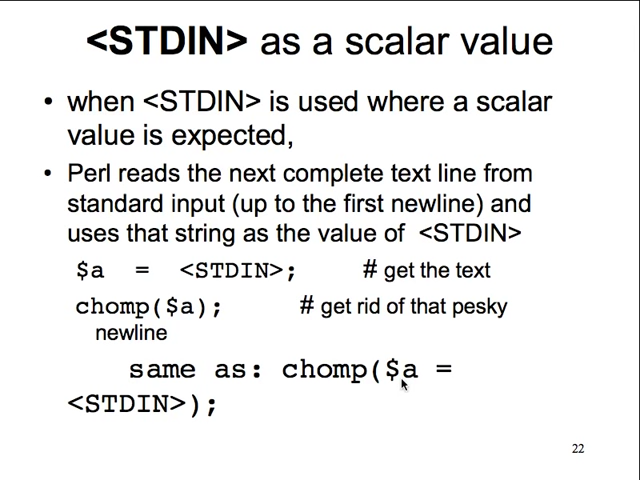 <STDIN> as a scalar value
• when <STDIN> is used where a scalar
value is expected,
• Perl reads the next complete text line from
standard input (up to the first newline) and
uses that string as the value of <STDIN>
$a = <STDIN>; # get the text
chomp($a); # get rid of that pesky
newline
same as: chomp($a =
<STDIN>);
22